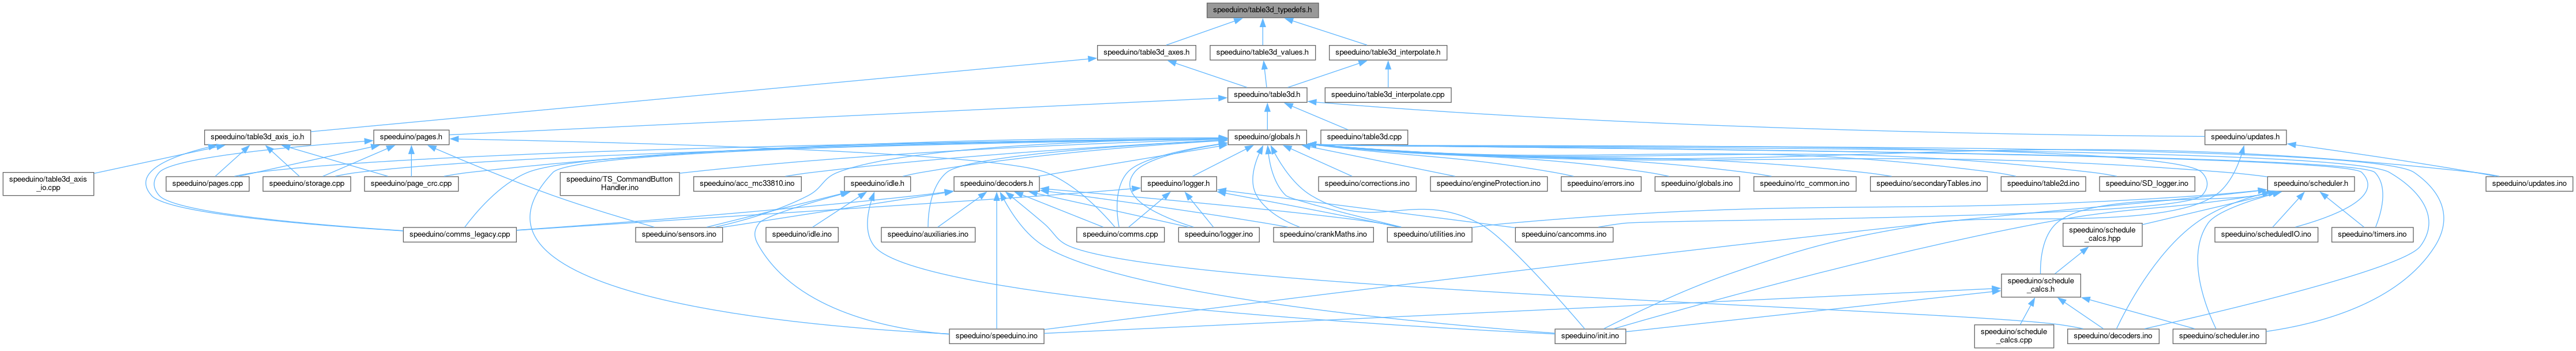 speeduino/table3d_typedefs.h
speeduino/table3d_axes.h
speeduino/table3d_values.h
speeduino/table3d_interpolate.h
speeduino/table3d.h
speeduino/table3d_interpolate.cpp
speeduino/table3d_axis_io.h
speeduino/pages.h
speeduino/globals.h
speeduino/table3d.cpp
speeduino/updates.h
speeduino/table3d_axis
_io.cpp
speeduino/pages.cpp
speeduino/storage.cpp
speeduino/page_crc.cpp
speeduino/TS_CommandButton
Handler.ino
speeduino/acc_mc33810.ino
speeduino/idle.h
speeduino/decoders.h
speeduino/logger.h
speeduino/corrections.ino
speeduino/engineProtection.ino
speeduino/errors.ino
speeduino/globals.ino
speeduino/rtc_common.ino
speeduino/secondaryTables.ino
speeduino/table2d.ino
speeduino/SD_logger.ino
speeduino/scheduler.h
speeduino/updates.ino
speeduino/comms_legacy.cpp
speeduino/sensors.ino
speeduino/idle.ino
speeduino/auxiliaries.ino
speeduino/comms.cpp
speeduino/logger.ino
speeduino/crankMaths.ino
speeduino/utilities.ino
speeduino/cancomms.ino
speeduino/schedule
_calcs.hpp
speeduino/scheduledIO.ino
speeduino/timers.ino
speeduino/schedule
_calcs.h
speeduino/speeduino.ino
speeduino/init.ino
speeduino/schedule
_calcs.cpp
speeduino/decoders.ino
speeduino/scheduler.ino